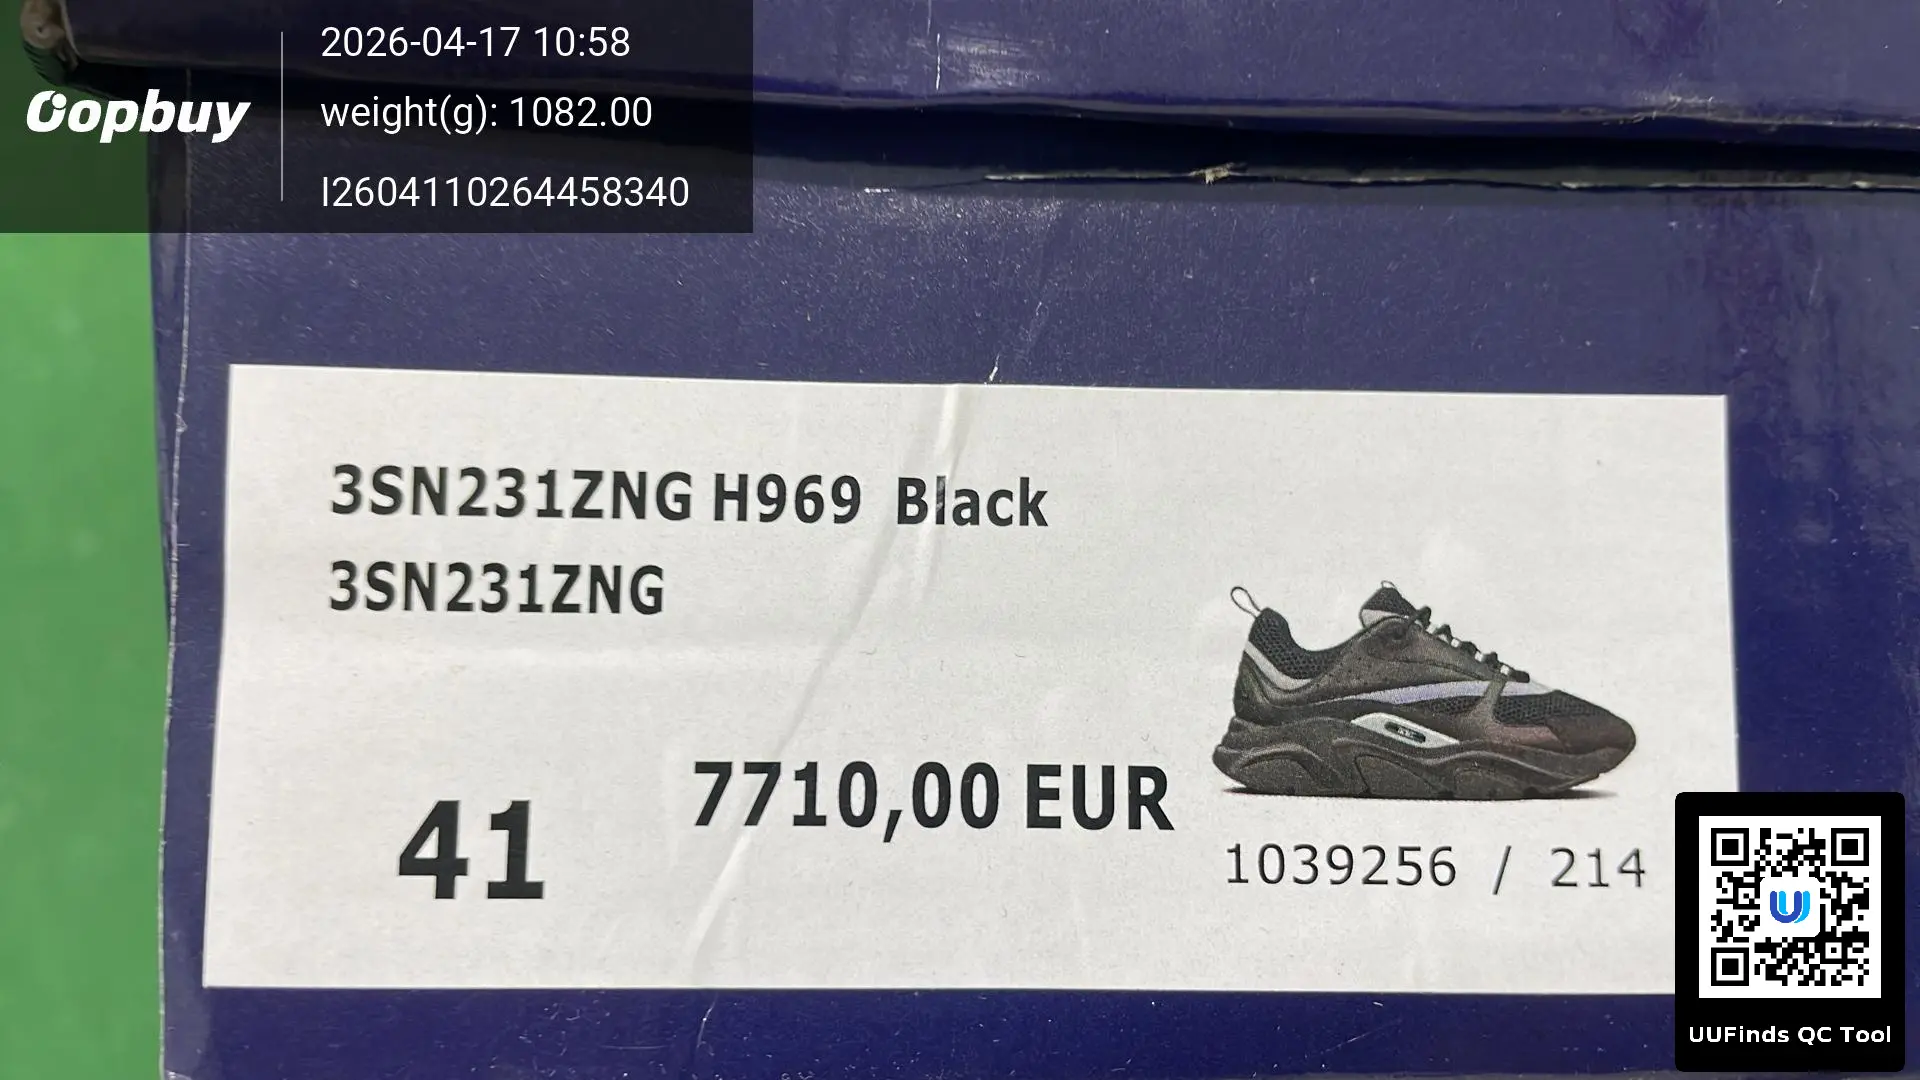 2026-04-17 10:58
Oopbuy
weight(g): 1082.00
I2604110264458340
3SN231ZNG H969 Black
3SN231ZNG
41
7710,00 EUR
1039256 / 214
UUFinds QC Tool